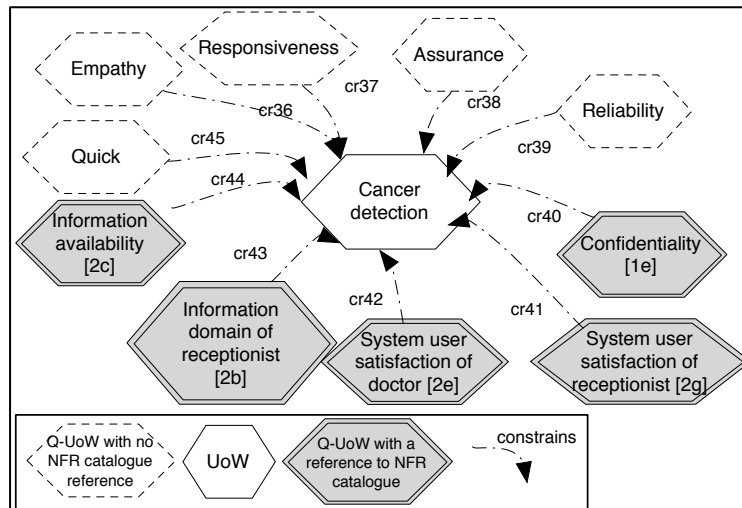 Responsiveness
Assurance
Empathy
Reliability
cr37
cr38
cr36
cr39
cr45
Quick
cr44
Cancer
detection
Information
availability
[2c]
cr40
Confidentiality
[1e]
cr43
cr42
cr41
Information
domain of
receptionist
[2b]
System user
satisfaction of
doctor [2e]
System user
satisfaction of
receptionist [2g]
Q-UoW with no
NFR catalogue
reference
UoW
Q-UoW with a
reference to NFR
catalogue
constrains